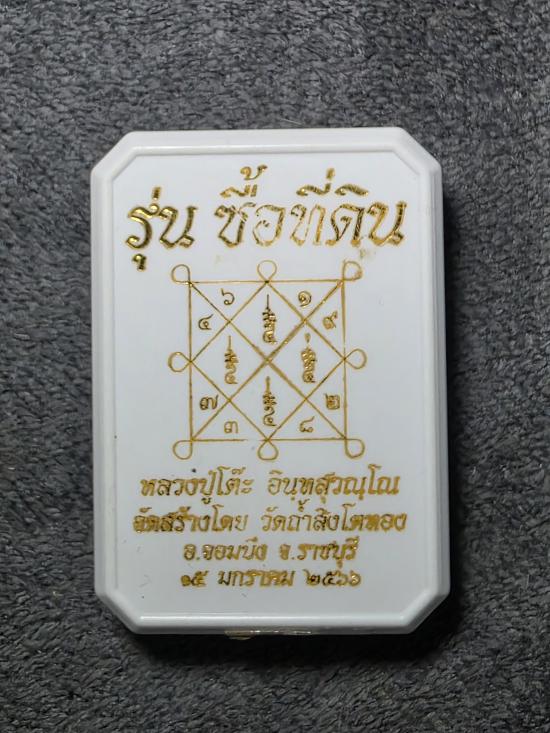 รุ่น ซื้อที่ดิน
๖ ๑
๔ ๙
๗ ๒
๓ ๘
หลวงปู่โต๊ะ อินฺทสุวณฺโณ
จัดสร้างโดย วัดถ้ำสิงโตทอง
อ.จอมบึง จ.ราชบุรี
๑๕ มกราคม ๒๕๖๖